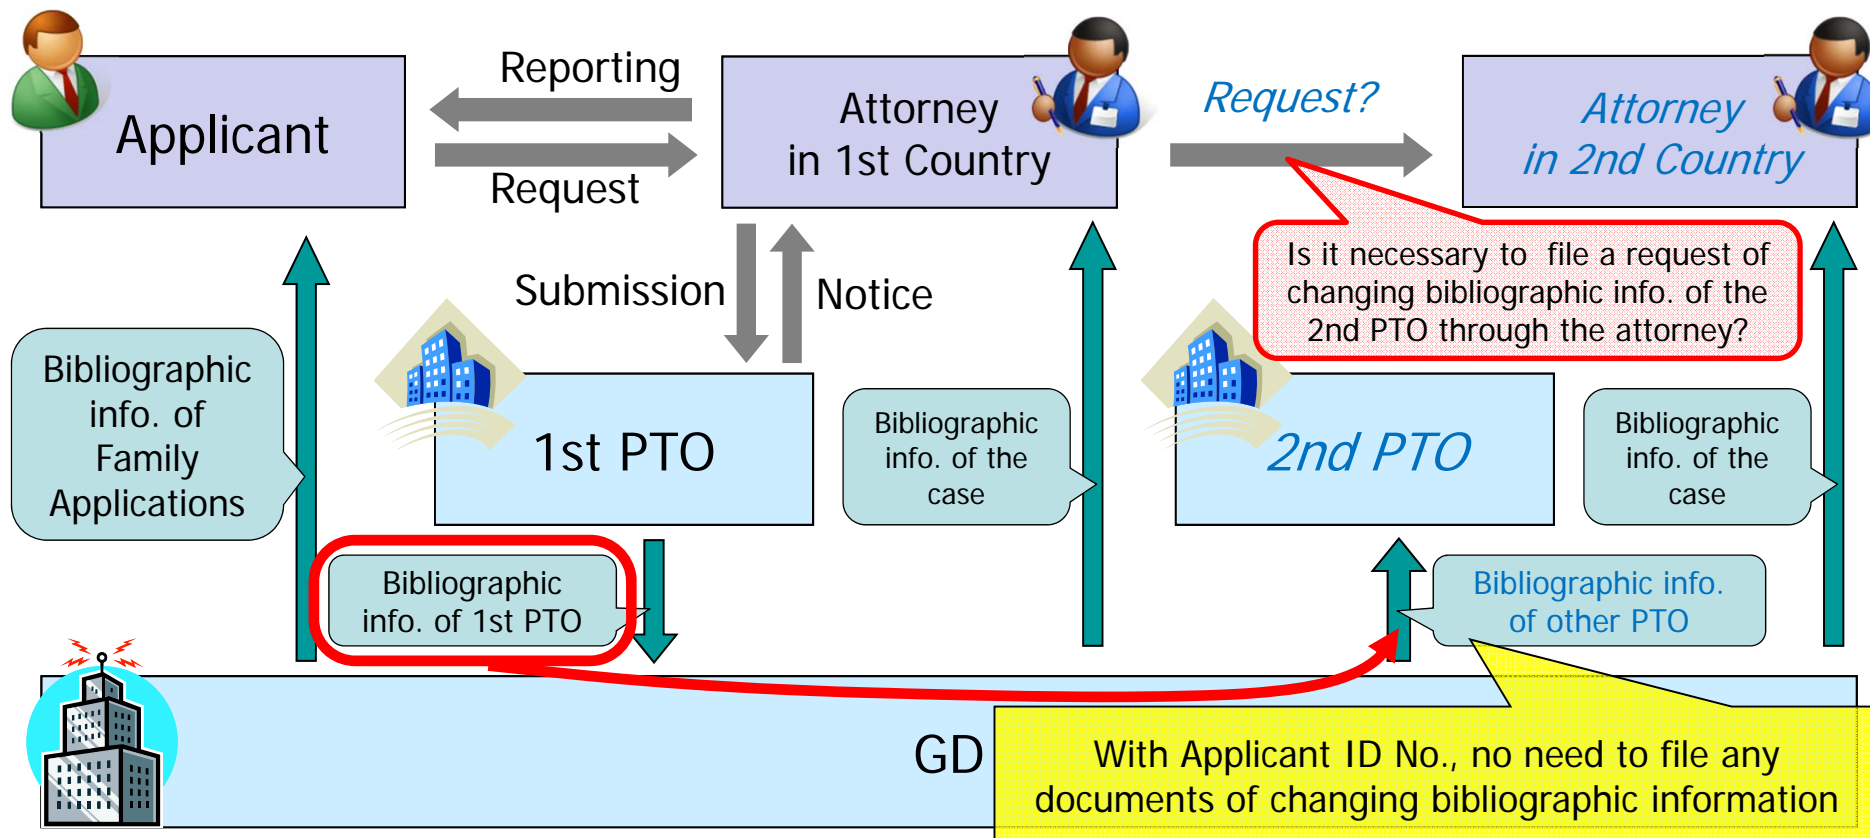 Applicant
Reporting
Request
Attorney
in 1st Country
Request?
Attorney
in 2nd Country
Is it necessary to file a request of
changing bibliographic info. of the
2nd PTO through the attorney?
Submission
Notice
Bibliographic
info. of
Family
Applications
1st PTO
Bibliographic
info. of the
case
2nd PTO
Bibliographic
info. of the
case
Bibliographic
info. of 1st PTO
Bibliographic info.
of other PTO
GD
With Applicant ID No., no need to file any
documents of changing bibliographic information